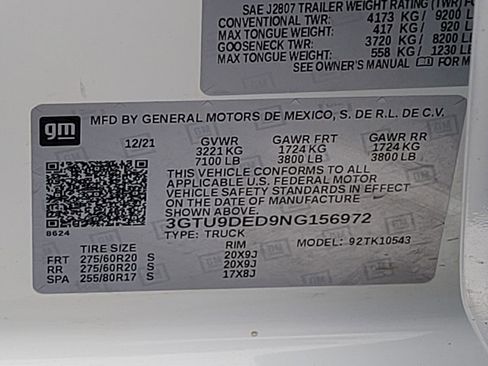 SAE J2807 TRAILER WEIGHT RATING (TWR) FO
CONVENTIONAL TWR: 4173 KG / 9200 L
MAX TONGUE WEIGHT: 417 KG / 920 L
GOOSENECK TWR: 3720 KG / 8200 L
MAX TONGUE WEIGHT: 558 KG / 1230 LB
SEE OWNER'S MANUAL FOR M
gm
MFD BY GENERAL MOTORS DE MEXICO, S. DE R.L. DE C.V.
12/21 GVWR GAWR FRT GAWR RR
3221 KG 1724 KG 1724 KG
7100 LB 3800 LB 3800 LB
THIS VEHICLE CONFORMS TO ALL
APPLICABLE U.S. FEDERAL MOTOR
VEHICLE SAFETY STANDARDS IN EFFECT
ON THE DATE OF MANUFACTURE SHOWN ABOVE.
3GTU9DED9NG156972
8624
TYPE: TRUCK MODEL: 92TK10543
TIRE SIZE RIM
FRT 275/60R20 S 20X9J
RR 275/60R20 S 20X9J
SPA 255/80R17 S 17X8J